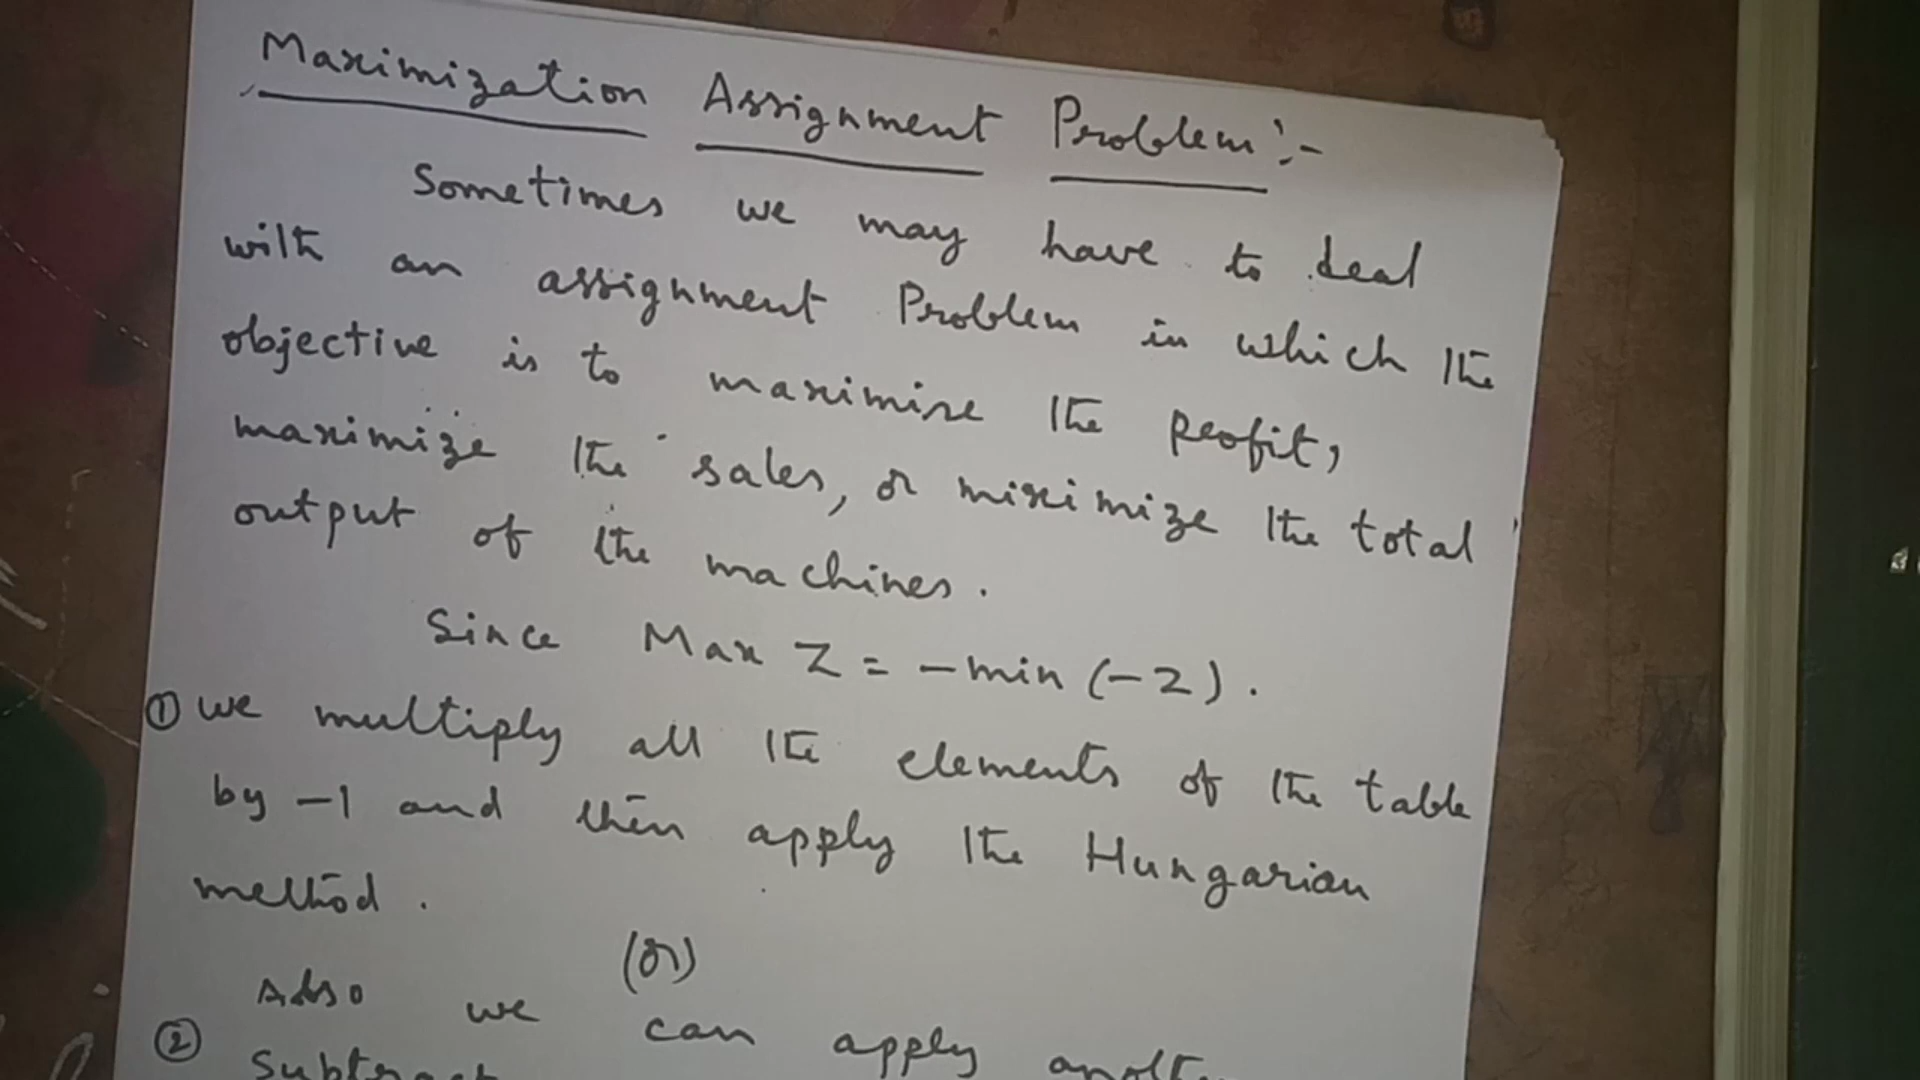 Maximization Assignment Problem :-
Sometimes we may have to deal
with an assignment Problem in which the
objective is to maximise the profit,
maximize the sales, or minimize the total
output of the machines.
Since Max Z = -min (-Z).
① we multiply all the elements of the table
by -1 and then apply the Hungarian
method.
(or)
Also we can apply
② Subtract